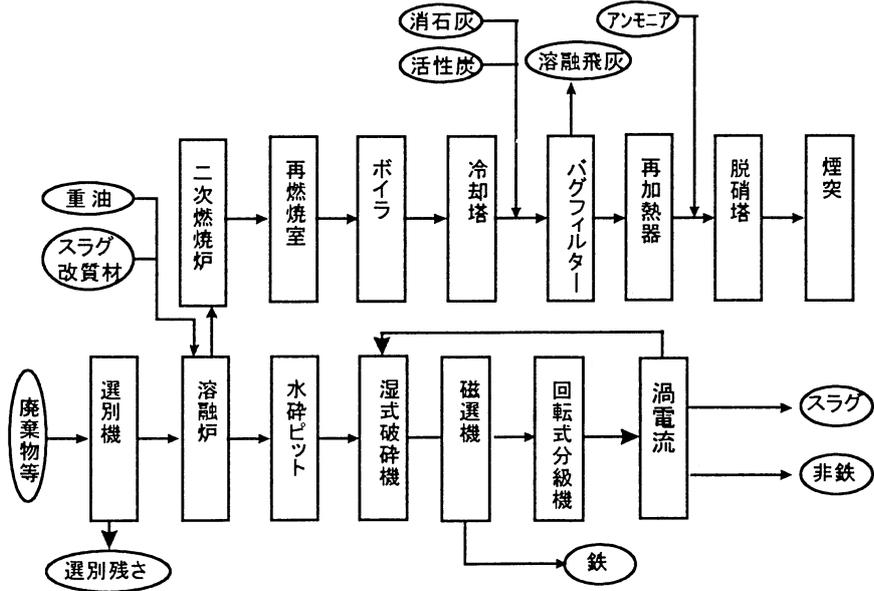 消石灰
活性炭
溶融飛灰
アンモニア
重油
スラグ
改質材
二次燃焼炉
再燃焼室
ボイラ
冷却塔
バグフィルター
再加熱器
脱硝塔
煙突
廃棄物等
選別機
溶融炉
水砕ピット
湿式破砕機
磁選機
回転式分級機
渦電流
スラグ
非鉄
選別残さ
鉄